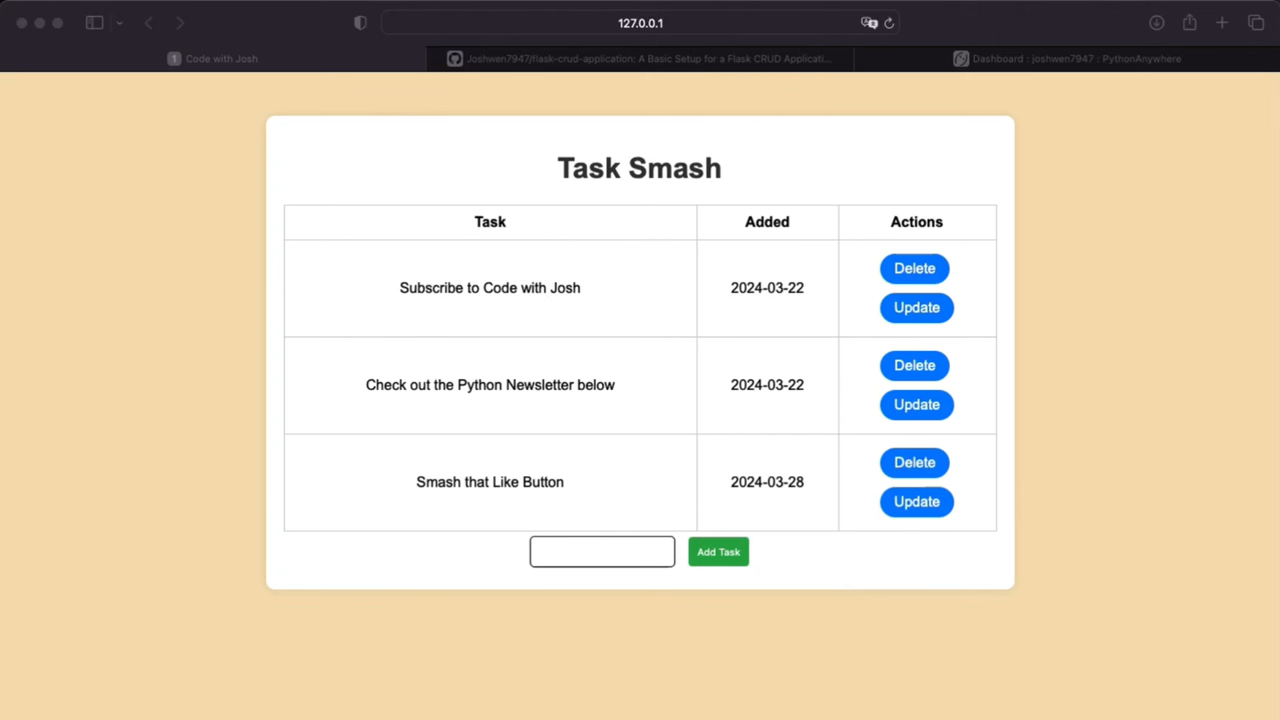 127.0.0.1
1 Code with Josh
Joshwen7947/flask-crud-application: A Basic Setup for a Flask CRUD Applicati...
Dashboard : joshwen7947 : PythonAnywhere
Task Smash
Task Added Actions
Subscribe to Code with Josh 2024-03-22 Delete
Update
Check out the Python Newsletter below 2024-03-22 Delete
Update
Smash that Like Button 2024-03-28 Delete
Update
Add Task